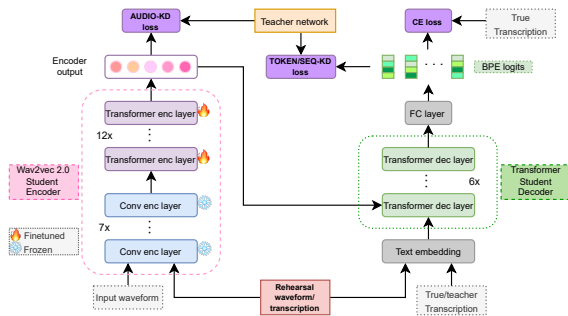 AUDIO-KD
loss
Teacher network
CE loss
True
Transcription
Encoder
output
TOKEN/SEQ-KD
loss
BPE logits
Transformer enc layer
12x
Transformer enc layer
FC layer
Wav2vec 2.0
Student
Encoder
Conv enc layer
7x
Conv enc layer
Transformer dec layer
6x
Transformer dec layer
Transformer
Student
Decoder
Finetuned
Frozen
Text embedding
Input waveform
Rehearsal
waveform/
transcription
True/teacher
Transcription